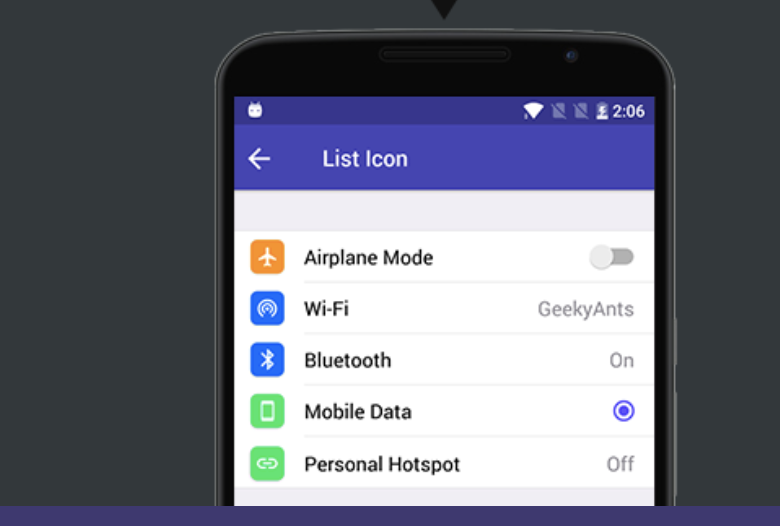 2:06
List Icon
Airplane Mode
Wi-Fi GeekyAnts
Bluetooth On
Mobile Data
Personal Hotspot Off